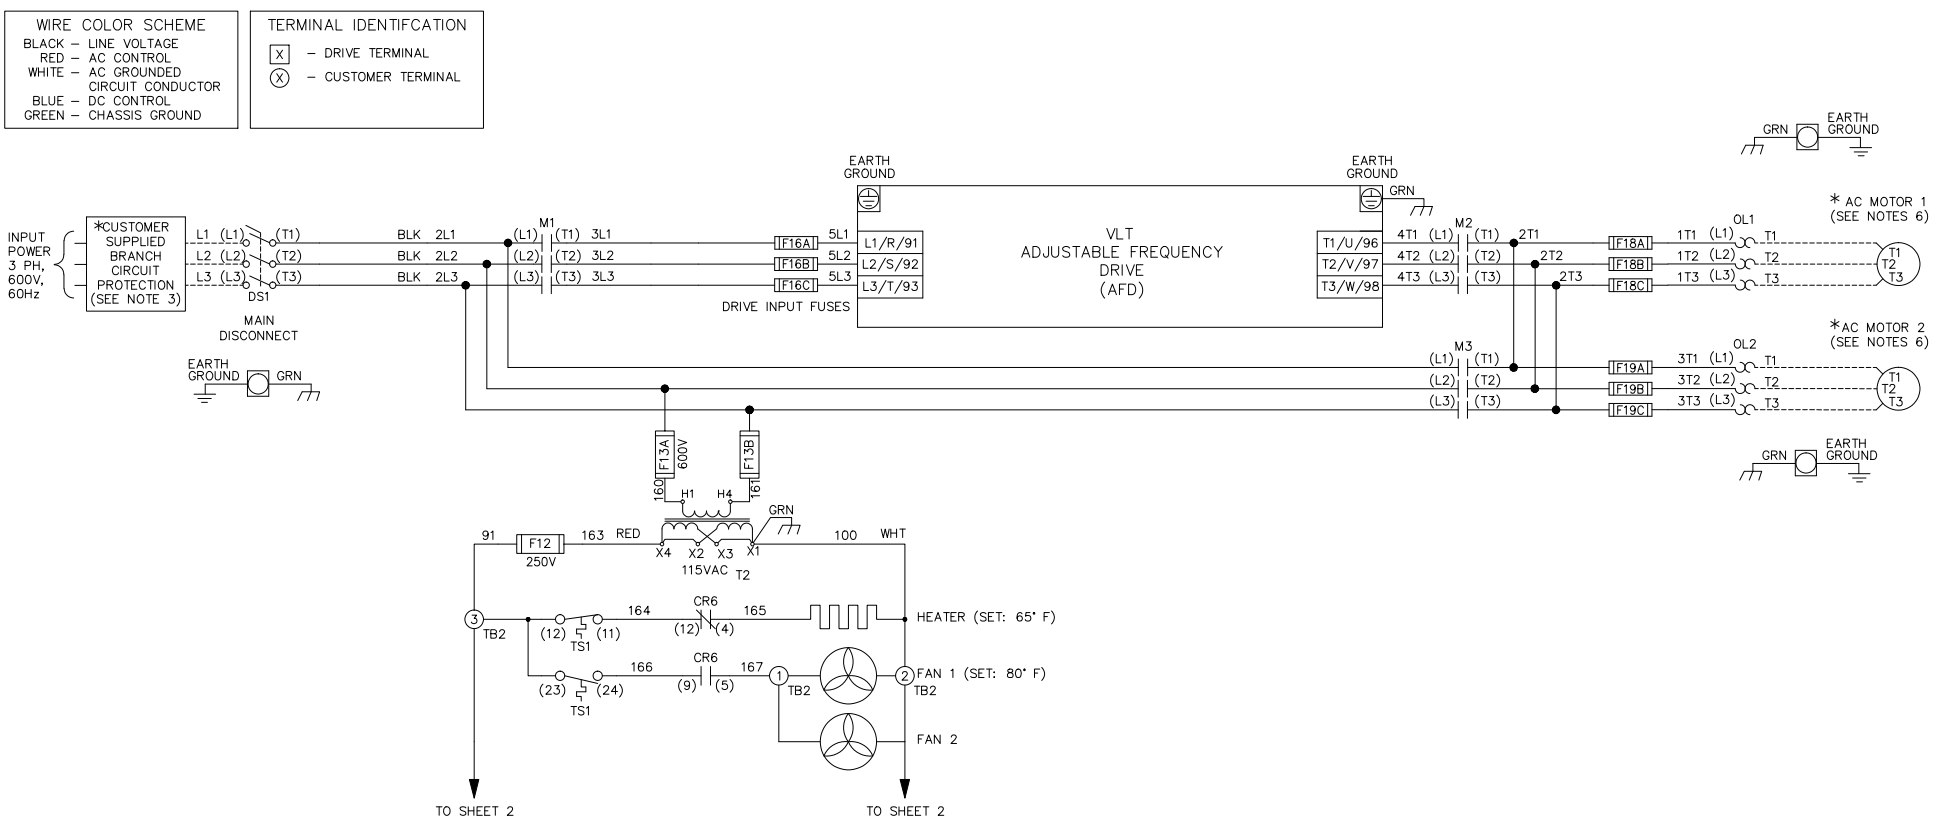 WIRE COLOR SCHEME
BLACK – LINE VOLTAGE
RED – AC CONTROL
WHITE – AC GROUNDED
CIRCUIT CONDUCTOR
BLUE – DC CONTROL
GREEN – CHASSIS GROUND
TERMINAL IDENTIFCATION
X – DRIVE TERMINAL
X – CUSTOMER TERMINAL
INPUT
POWER
3 PH,
600V,
60Hz
*CUSTOMER
SUPPLIED
BRANCH
CIRCUIT
PROTECTION
(SEE NOTE 3)
L1 (L1) (T1) BLK 2L1 (L1) M1 (T1) 3L1 F16A 5L1
L2 (L2) (T2) BLK 2L2 (L2) (T2) 3L2 F16B 5L2
L3 (L3) (T3) BLK 2L3 (L3) (T3) 3L3 F16C 5L3
DS1
MAIN
DISCONNECT
DRIVE INPUT FUSES
EARTH
GROUND
GRN
EARTH
GROUND
L1/R/91
L2/S/92
L3/T/93
VLT
ADJUSTABLE FREQUENCY
DRIVE
(AFD)
EARTH
GROUND
GRN
T1/U/96
T2/V/97
T3/W/98
4T1 (L1) M2 (T1) 2T1 F18A 1T1 (L1) OL1 T1
4T2 (L2) (T2) 2T2 F18B 1T2 (L2) T2
4T3 (L3) (T3) 2T3 F18C 1T3 (L3) T3
GRN
EARTH
GROUND
* AC MOTOR 1
(SEE NOTES 6)
T1
T2
T3
* AC MOTOR 2
(SEE NOTES 6)
(L1) M3 (T1) F19A 3T1 (L1) OL2 T1
(L2) (T2) F19B 3T2 (L2) T2
(L3) (T3) F19C 3T3 (L3) T3
T1
T2
T3
GRN
EARTH
GROUND
F13A
600V
F13B
160
161
H1 H4
GRN
91 F12 163 RED
250V
X4 X2 X3 X1
115VAC T2
100 WHT
3
TB2
(12) (11)
TS1
164
CR6
(12) (4)
165
HEATER (SET: 65° F)
(23) (24)
TS1
166
CR6
(9) (5)
167
1
TB2
2
TB2
FAN 1 (SET: 80° F)
FAN 2
TO SHEET 2
TO SHEET 2